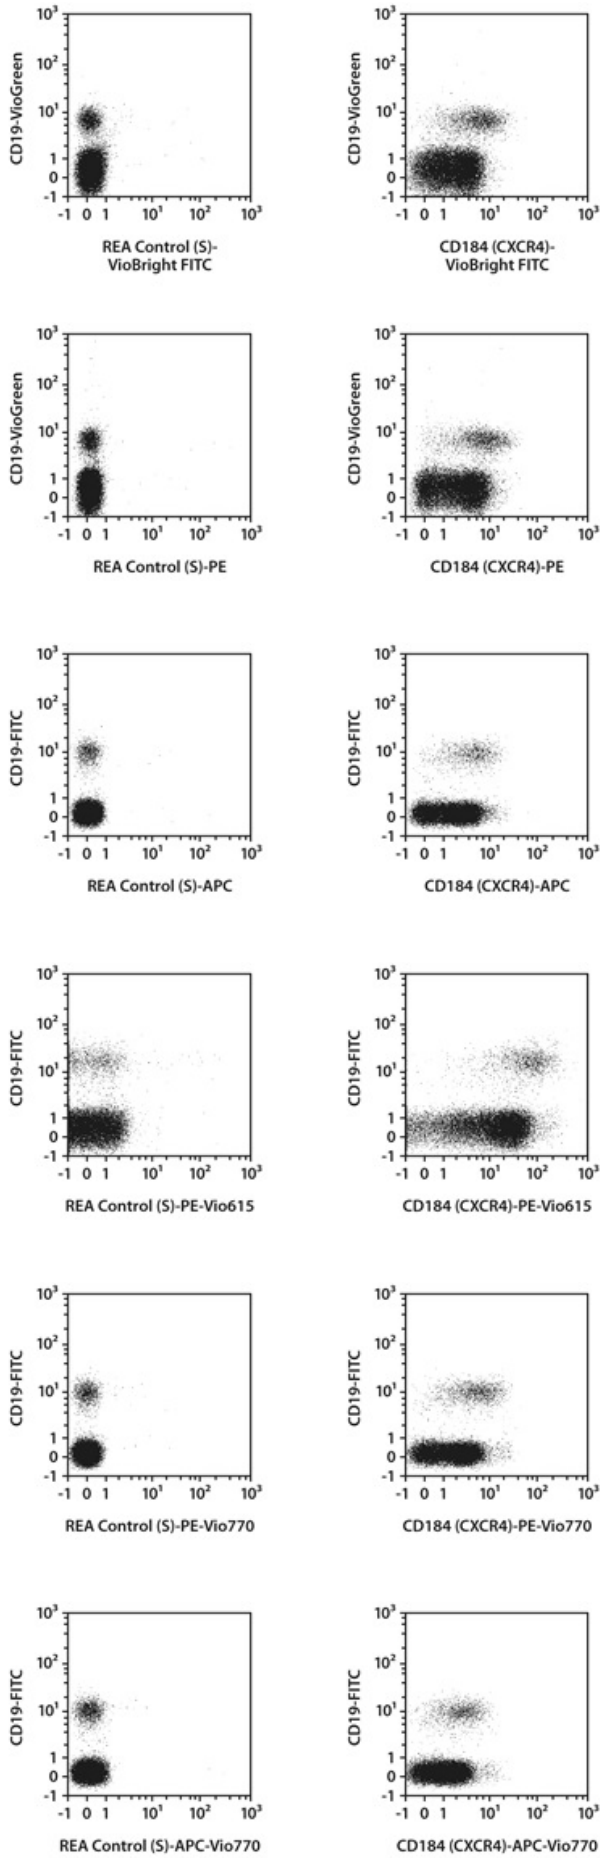 CD19-VioGreen
10³
10²
10¹
1
0
-1
-1 0 1 10¹ 10² 10³
REA Control (S)-
VioBright FITC
CD19-VioGreen
10³
10²
10¹
1
0
-1
-1 0 1 10¹ 10² 10³
CD184 (CXCR4)-
VioBright FITC
CD19-VioGreen
10³
10²
10¹
1
0
-1
-1 0 1 10¹ 10² 10³
REA Control (S)-PE
CD19-VioGreen
10³
10²
10¹
1
0
-1
-1 0 1 10¹ 10² 10³
CD184 (CXCR4)-PE
CD19-FITC
10³
10²
10¹
1
0
-1
-1 0 1 10¹ 10² 10³
REA Control (S)-APC
CD19-FITC
10³
10²
10¹
1
0
-1
-1 0 1 10¹ 10² 10³
CD184 (CXCR4)-APC
CD19-FITC
10³
10²
10¹
1
0
-1
-1 0 1 10¹ 10² 10³
REA Control (S)-PE-Vio615
CD19-FITC
10³
10²
10¹
1
0
-1
-1 0 1 10¹ 10² 10³
CD184 (CXCR4)-PE-Vio615
CD19-FITC
10³
10²
10¹
1
0
-1
-1 0 1 10¹ 10² 10³
REA Control (S)-PE-Vio770
CD19-FITC
10³
10²
10¹
1
0
-1
-1 0 1 10¹ 10² 10³
CD184 (CXCR4)-PE-Vio770
CD19-FITC
10³
10²
10¹
1
0
-1
-1 0 1 10¹ 10² 10³
REA Control (S)-APC-Vio770
CD19-FITC
10³
10²
10¹
1
0
-1
-1 0 1 10¹ 10² 10³
CD184 (CXCR4)-APC-Vio770